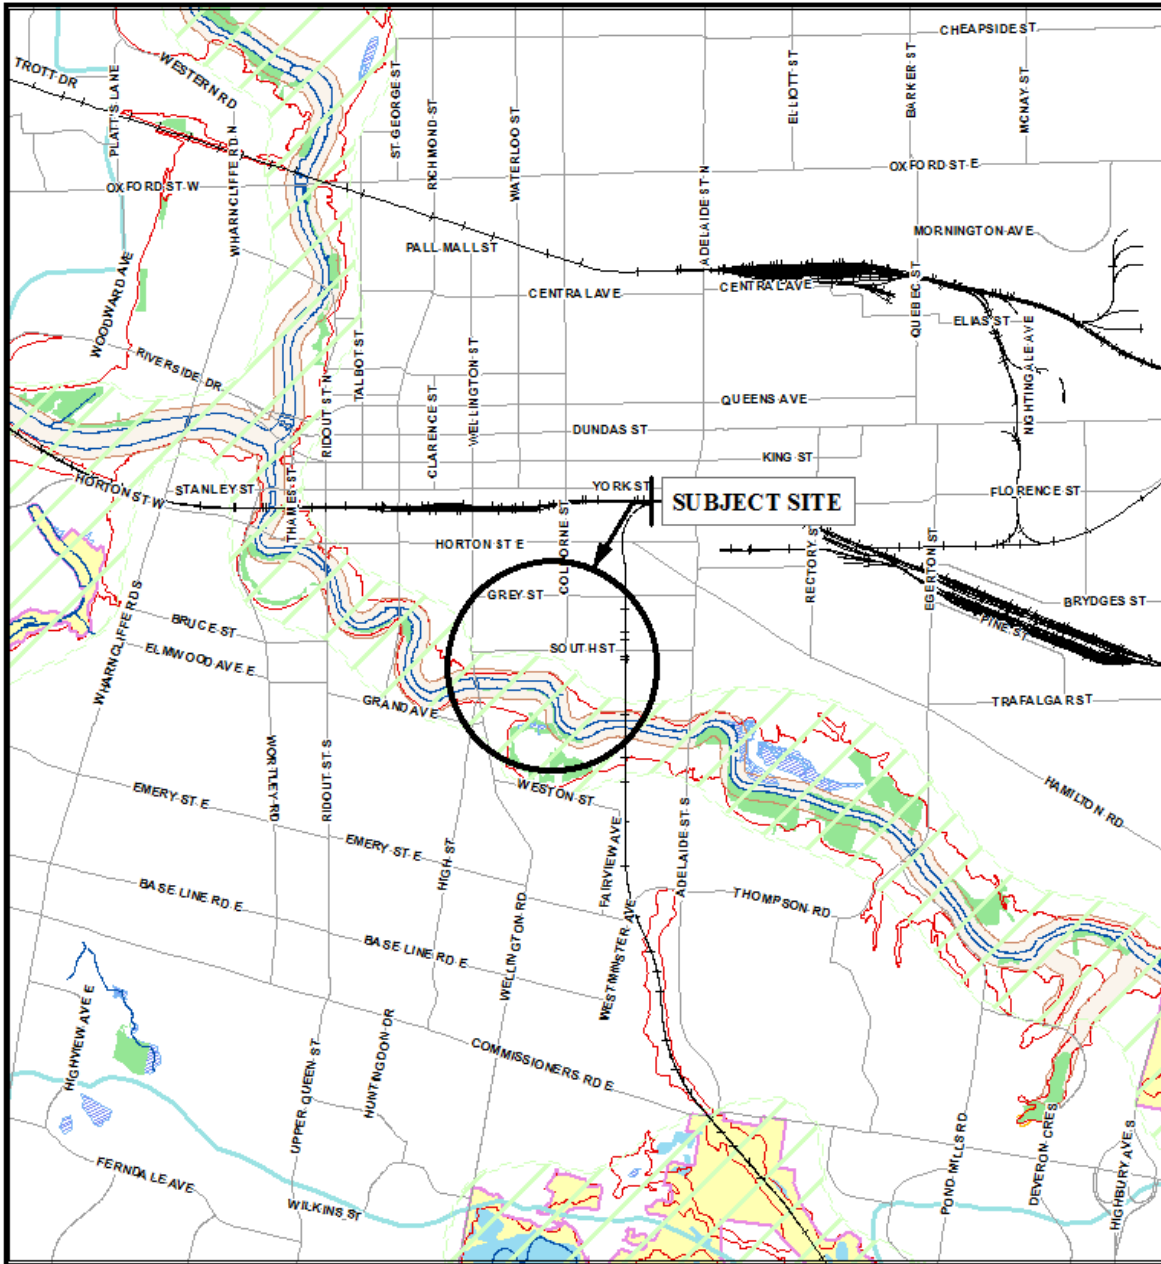 CHEAPSIDE ST
TROTT DR
WESTERN RD
PLATT'S LANE
ST GEORGE ST
RICHMOND ST
WATERLOO ST
ELLIOTT ST
BARKER ST
MCNAY ST
OXFORD ST W
OXFORD ST E
WHARNCLIFFE RD N
ADELAIDE ST N
PALL MALL ST
MORNINGTON AVE
CENTRAL AVE
CENTRAL AVE
QUEBEC ST
ELIAS ST
NIGHTINGALE AVE
WOODWARD AVE
RIVERSIDE DR
TALBOT ST
RIDOUT ST N
CLARENCE ST
WELLINGTON ST
QUEENS AVE
DUNDAS ST
KING ST
HORTON ST W
STANLEY ST
THAMES ST
YORK ST
SUBJECT SITE
FLORENCE ST
HORTON ST E
COLBORNE ST
RECTORY ST
EGERTON ST
GREY ST
BRYDGES ST
PINE ST
WHARNCLIFFE RD S
BRUCE ST
ELMWOOD AVE E
SOUTH ST
GRAND AVE
TRAFALGAR ST
WORTLEY RD
RIDOUT ST S
EMERY ST E
WESTON ST
HAMILTON RD
EMERY ST E
HIGH ST
FAIRVIEW AVE
ADELAIDE ST S
BASE LINE RD E
THOMPSON RD
BASE LINE RD E
WELLINGTON RD
WESTMINSTER AVE
HIGHVIEW AVE E
UPPER QUEEN ST
HUNTINGDON DR
COMMISSIONERS RD E
POND MILLS RD
DEVERON CRES
HIGHBURY AVE S
FERNDALE AVE
WILKINS ST